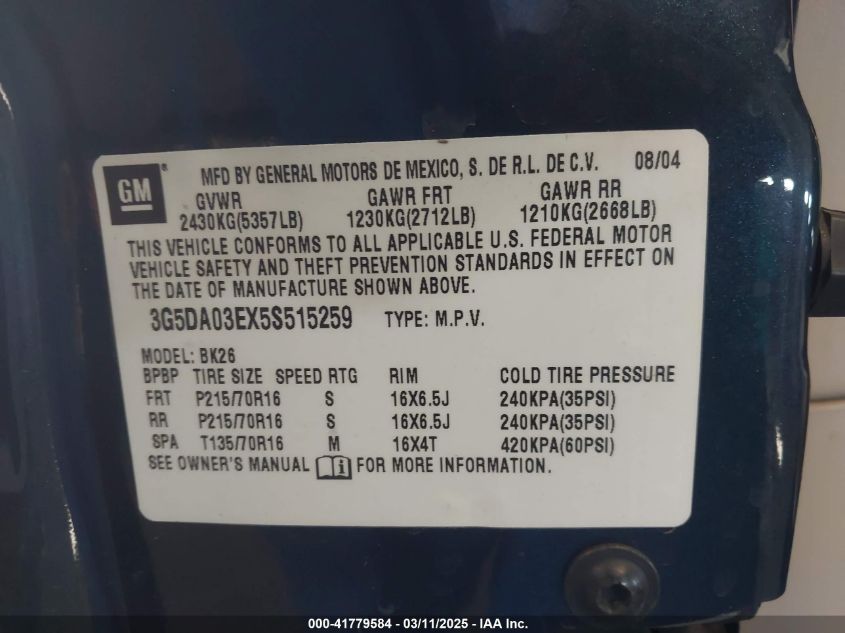 GM ® MFD BY GENERAL MOTORS DE MEXICO, S. DE R.L. DE C.V. 08/04
GVWR GAWR FRT GAWR RR
2430KG(5357LB) 1230KG(2712LB) 1210KG(2668LB)
THIS VEHICLE CONFORMS TO ALL APPLICABLE U.S. FEDERAL MOTOR
VEHICLE SAFETY AND THEFT PREVENTION STANDARDS IN EFFECT ON
THE DATE OF MANUFACTURE SHOWN ABOVE.
3G5DA03EX5S515259 TYPE: M.P.V.
MODEL: BK26
BPBP TIRE SIZE SPEED RTG RIM COLD TIRE PRESSURE
FRT P215/70R16 S 16X6.5J 240KPA(35PSI)
RR P215/70R16 S 16X6.5J 240KPA(35PSI)
SPA T135/70R16 M 16X4T 420KPA(60PSI)
SEE OWNER'S MANUAL i FOR MORE INFORMATION.
000-41779584 - 03/11/2025 - IAA Inc.